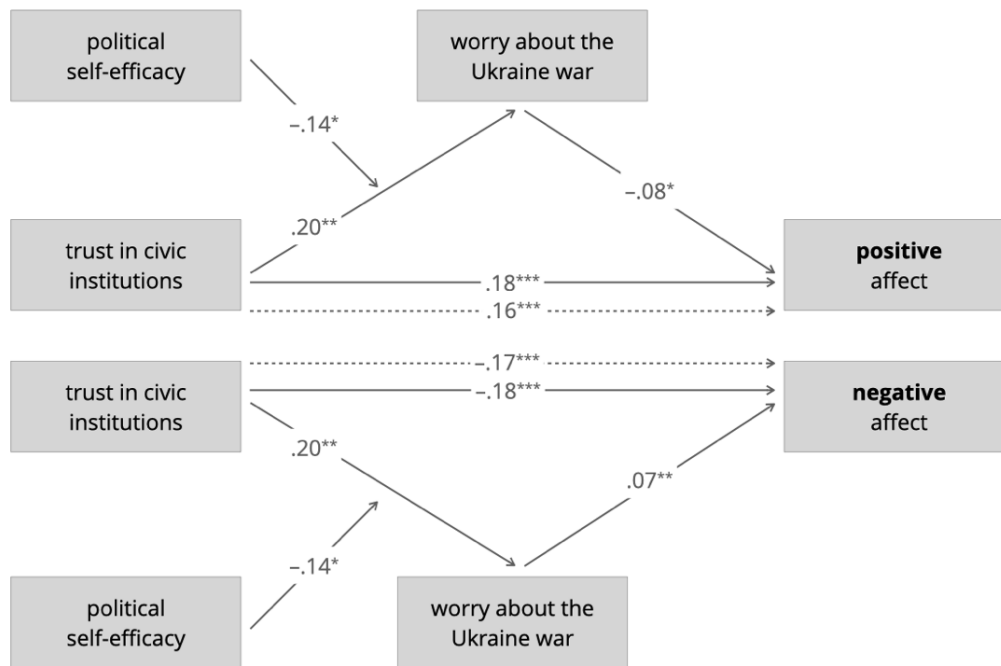 political
self-efficacy
worry about the
Ukraine war
–.14*
–.08*
.20**
trust in civic
institutions
positive
affect
.18***
.16***
–.17***
–.18***
trust in civic
institutions
negative
affect
.20**
.07**
–.14*
political
self-efficacy
worry about the
Ukraine war